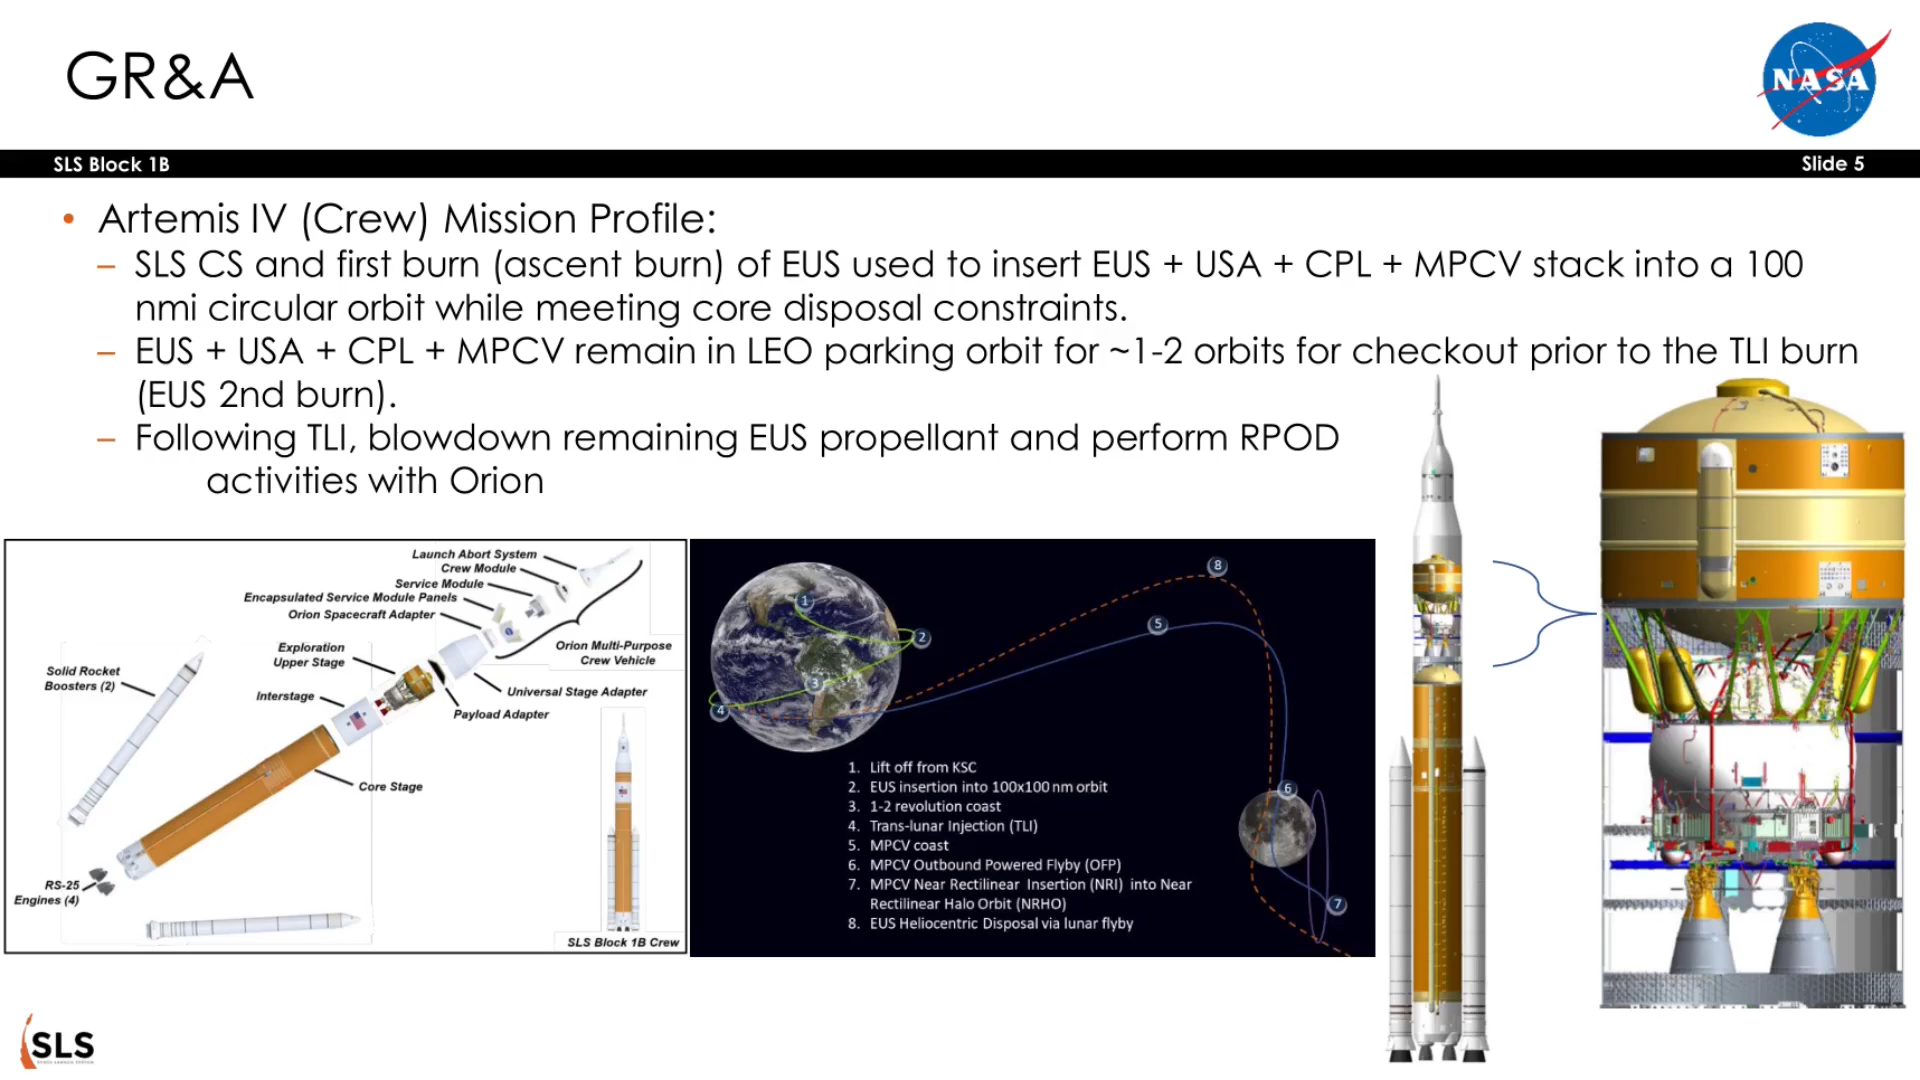 GR&A
NASA
SLS Block 1B
Slide 5
• Artemis IV (Crew) Mission Profile:
– SLS CS and first burn (ascent burn) of EUS used to insert EUS + USA + CPL + MPCV stack into a 100
nmi circular orbit while meeting core disposal constraints.
– EUS + USA + CPL + MPCV remain in LEO parking orbit for ~1-2 orbits for checkout prior to the TLI burn
(EUS 2nd burn).
– Following TLI, blowdown remaining EUS propellant and perform RPOD
activities with Orion
Launch Abort System
Crew Module
Service Module
Encapsulated Service Module Panels
Orion Spacecraft Adapter
Exploration
Upper Stage
Orion Multi-Purpose
Crew Vehicle
Solid Rocket
Boosters (2)
Interstage
Universal Stage Adapter
Payload Adapter
Core Stage
RS-25
Engines (4)
SLS Block 1B Crew
8
1
5
2
3
4
6
7
1. Lift off from KSC
2. EUS insertion into 100x100 nm orbit
3. 1-2 revolution coast
4. Trans-lunar Injection (TLI)
5. MPCV coast
6. MPCV Outbound Powered Flyby (OFP)
7. MPCV Near Rectilinear Insertion (NRI) into Near
Rectilinear Halo Orbit (NRHO)
8. EUS Heliocentric Disposal via lunar flyby
SLS